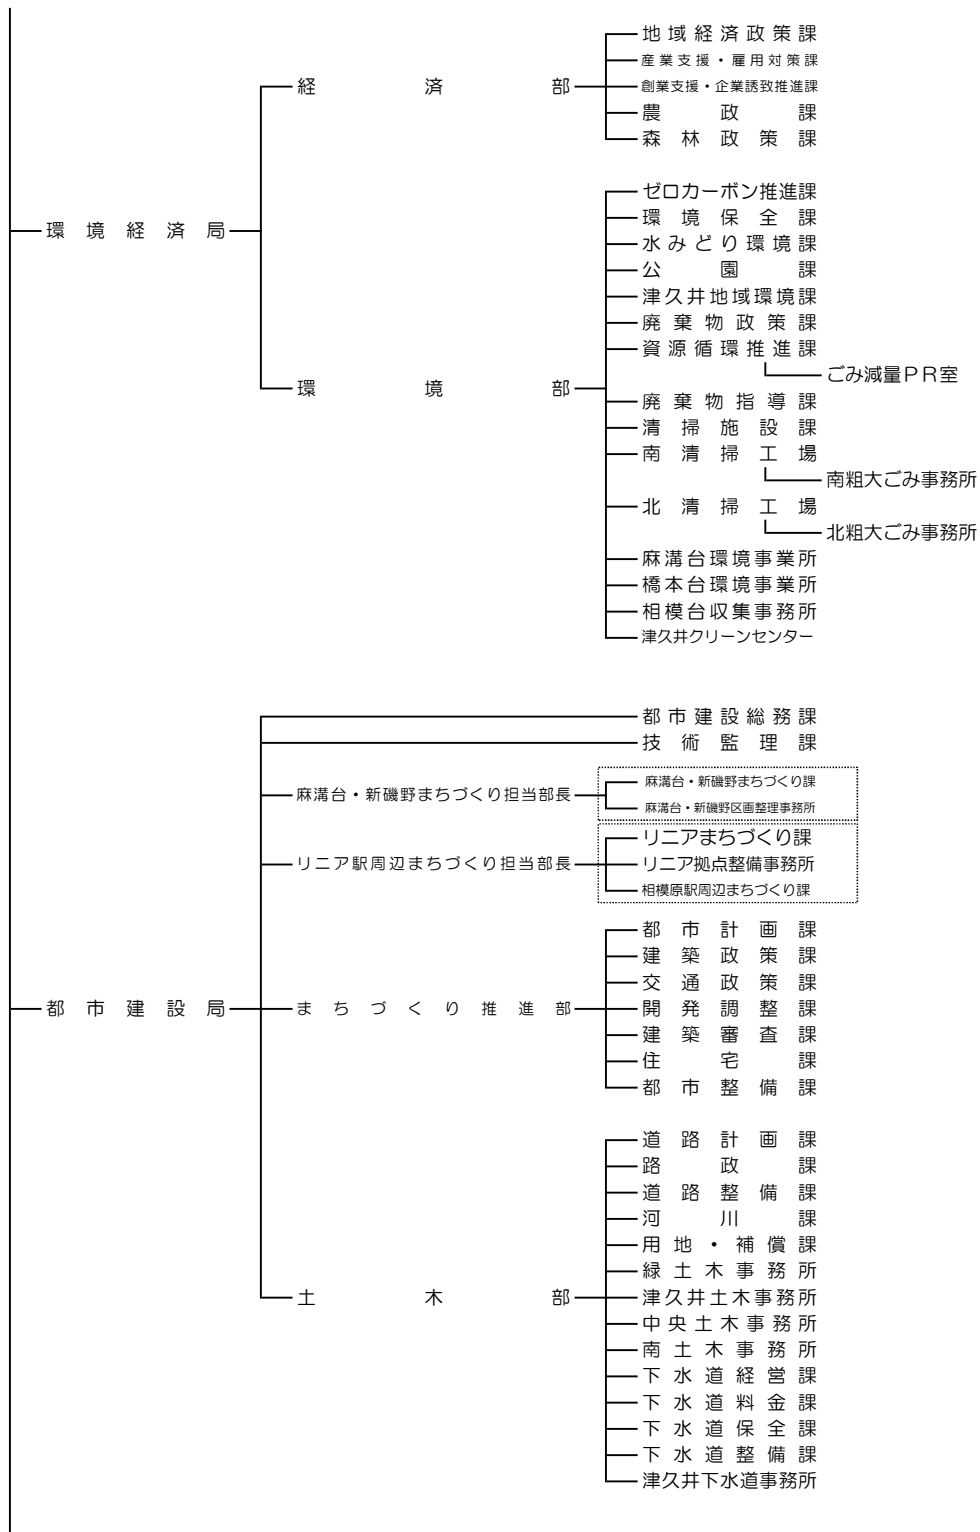 地域経済政策課
産業支援・雇用対策課
経済部
創業支援・企業誘致推進課
農政課
森林政策課
ゼロカーボン推進課
環境保全課
環境経済局
水みどり環境課
公園課
津久井地域環境課
廃棄物政策課
資源循環推進課
ごみ減量ＰＲ室
環境部
廃棄物指導課
清掃施設課
南清掃工場
南粗大ごみ事務所
北清掃工場
北粗大ごみ事務所
麻溝台環境事業所
橋本台環境事業所
相模台収集事務所
津久井クリーンセンター
都市建設総務課
技術監理課
麻溝台・新磯野まちづくり担当部長
麻溝台・新磯野まちづくり課
麻溝台・新磯野区画整理事務所
リニア駅周辺まちづくり担当部長
リニアまちづくり課
リニア拠点整備事務所
相模原駅周辺まちづくり課
都市計画課
建築政策課
交通政策課
都市建設局
まちづくり推進部
開発調整課
建築審査課
住宅課
都市整備課
道路計画課
路政課
道路整備課
河川課
用地・補償課
緑土木事務所
土木部
津久井土木事務所
中央土木事務所
南土木事務所
下水道経営課
下水道料金課
下水道保全課
下水道整備課
津久井下水道事務所